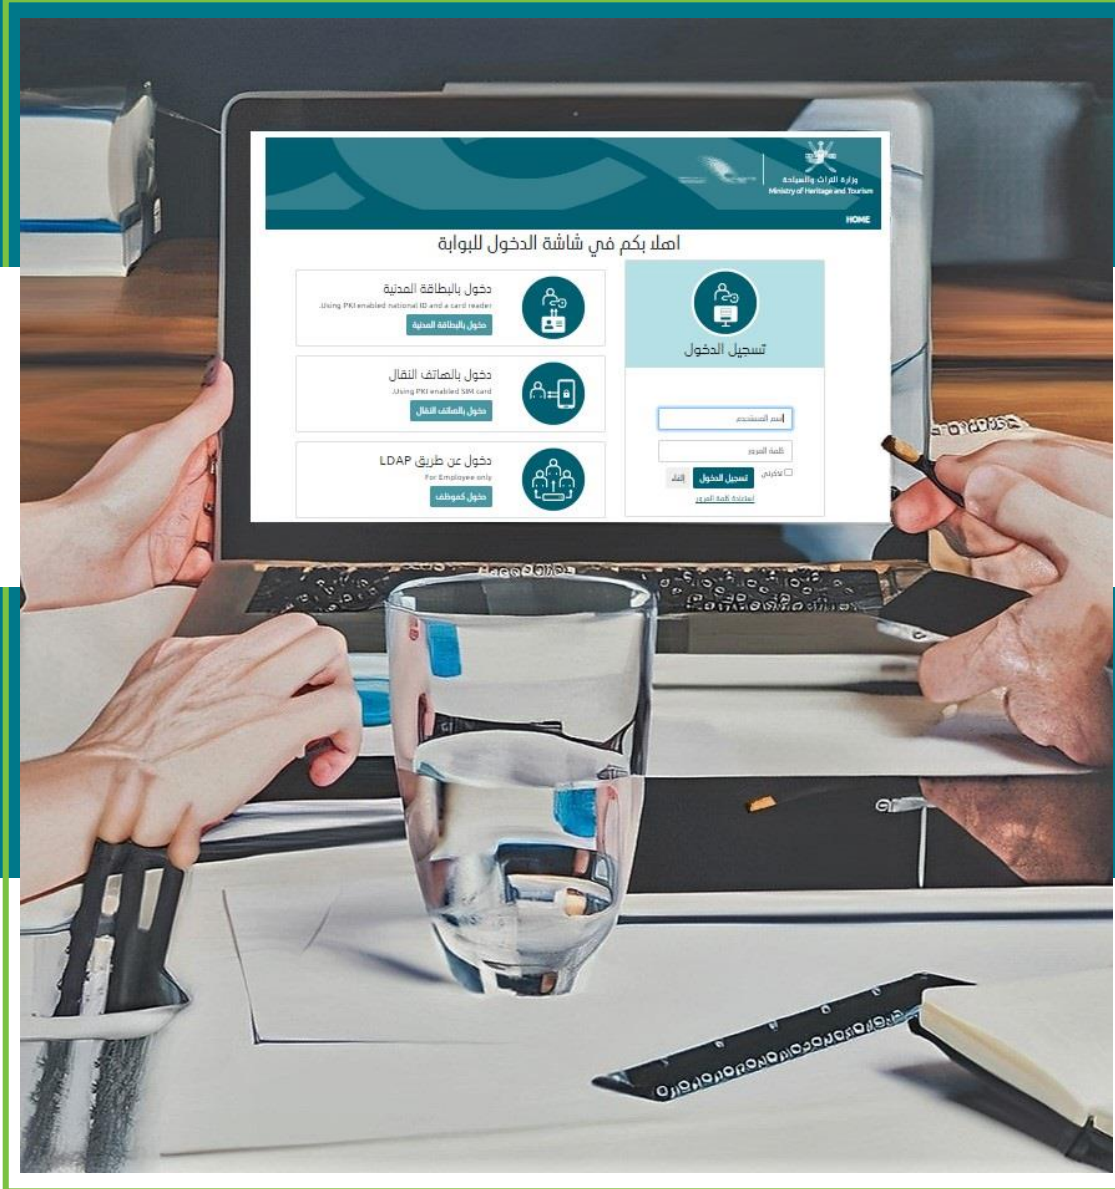 وزارة التراث والسياحة
Ministry of Heritage and Tourism
HOME
اهلا بكم في شاشة الدخول للبوابة
تسجيل الدخول
اسم المستخدم
كلمة المرور
تذكرني
تسجيل الدخول
إلغاء
استعادة كلمة المرور
دخول بالبطاقة المدنية
.Using PKI enabled national ID and a card reader
دخول بالبطاقة المدنية
دخول بالهاتف النقال
.Using PKI enabled SIM card
دخول بالهاتف النقال
دخول عن طريق LDAP
For Employee only
دخول كموظف